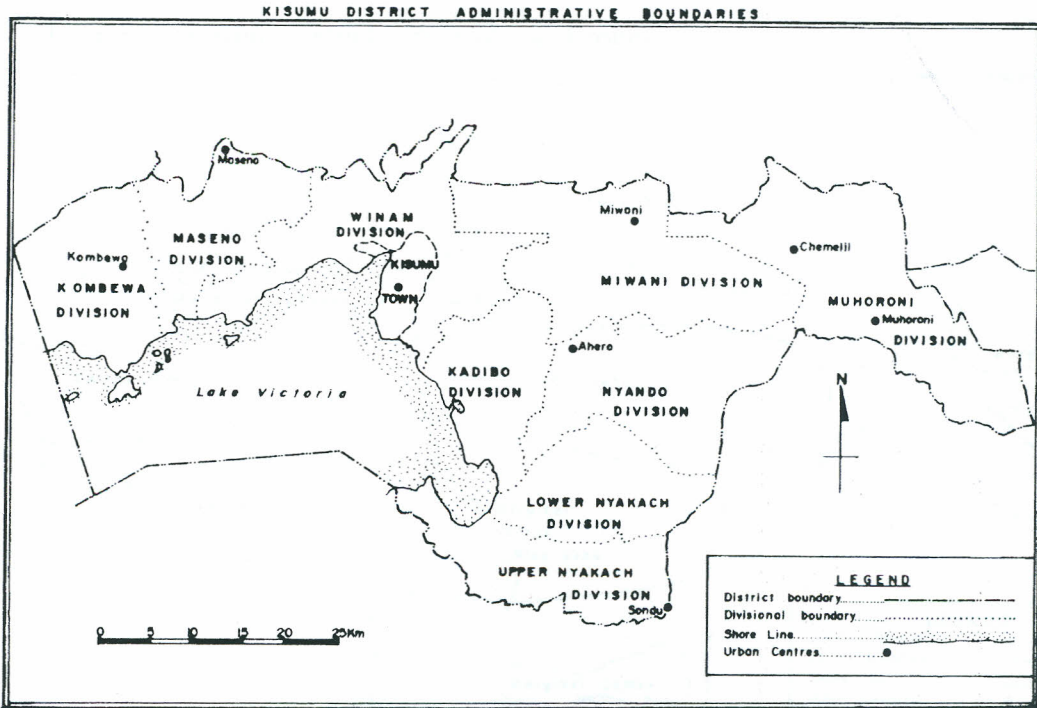 KISUMU DISTRICT ADMINISTRATIVE BOUNDARIES
Maseno
WINAM
DIVISION
MASENO
DIVISION
Kombewa
KOMBEWA
DIVISION
KISUMU
TOWN
Miwani
Chemelil
MIWANI DIVISION
MUHORONI
Muhoroni
DIVISION
Ahero
KADIBO
DIVISION
NYANDO
DIVISION
Lake Victoria
N
LOWER NYAKACH
DIVISION
UPPER NYAKACH
DIVISION
Sondu
0 5 10 15 20 25Km
LEGEND
District boundary
Divisional boundary
Shore Line
Urban Centres